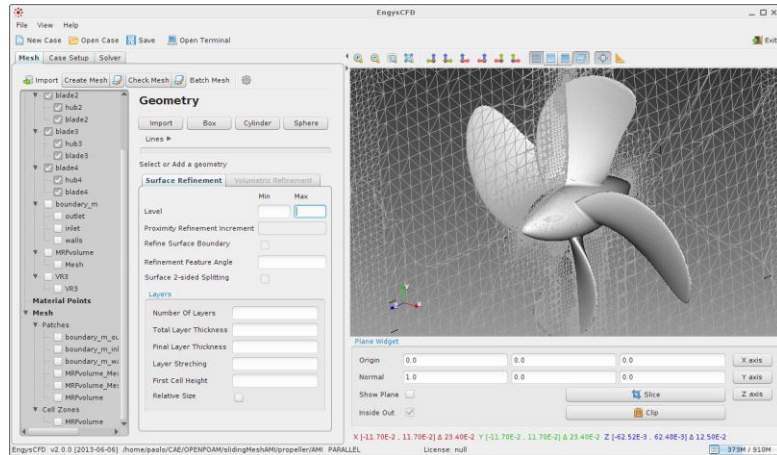 EngysCFD
File View Help
New Case Open Case Save Open Terminal Exit
Mesh Case Setup Solver
Import Create Mesh Check Mesh Batch Mesh
blade2
hub2
blade2
blade3
hub3
blade3
blade4
hub4
blade4
boundary_m
outlet
inlet
walls
MRFvolume
Mesh
VR3
VR3
Material Points
Mesh
Patches
boundary_m_ou
boundary_m_inl
boundary_m_wa
MRFvolume_Mes
MRFvolume_Mes
MRFvolume
Cell Zones
MRFvolume
Geometry
Import Box Cylinder Sphere
Lines
Select or Add a geometry
Surface Refinement Volumetric Refinement
Min Max
Level
Proximity Refinement Increment
Refine Surface Boundary
Refinement Feature Angle
Surface 2-sided Splitting
Layers
Number Of Layers
Total Layer Thickness
Final Layer Thickness
Layer Streching
First Cell Height
Relative Size
Plane Widget
Origin 0.0 0.0 0.0 X axis
Normal 1.0 0.0 0.0 Y axis
Show Plane Slice Z axis
Inside Out Clip
X [-11.70E-2 , 11.70E-2] Δ 23.40E-2 Y [-11.70E-2 , 11.70E-2] Δ 23.40E-2 Z [-62.52E-3 , 62.48E-3] Δ 12.50E-2
EngysCFD v2.0.0 [2013-06-06] /home/paolo/CAE/OPENFOAM/slidingMeshAMI/propeller/AMI PARALLEL License: null 373M / 910M